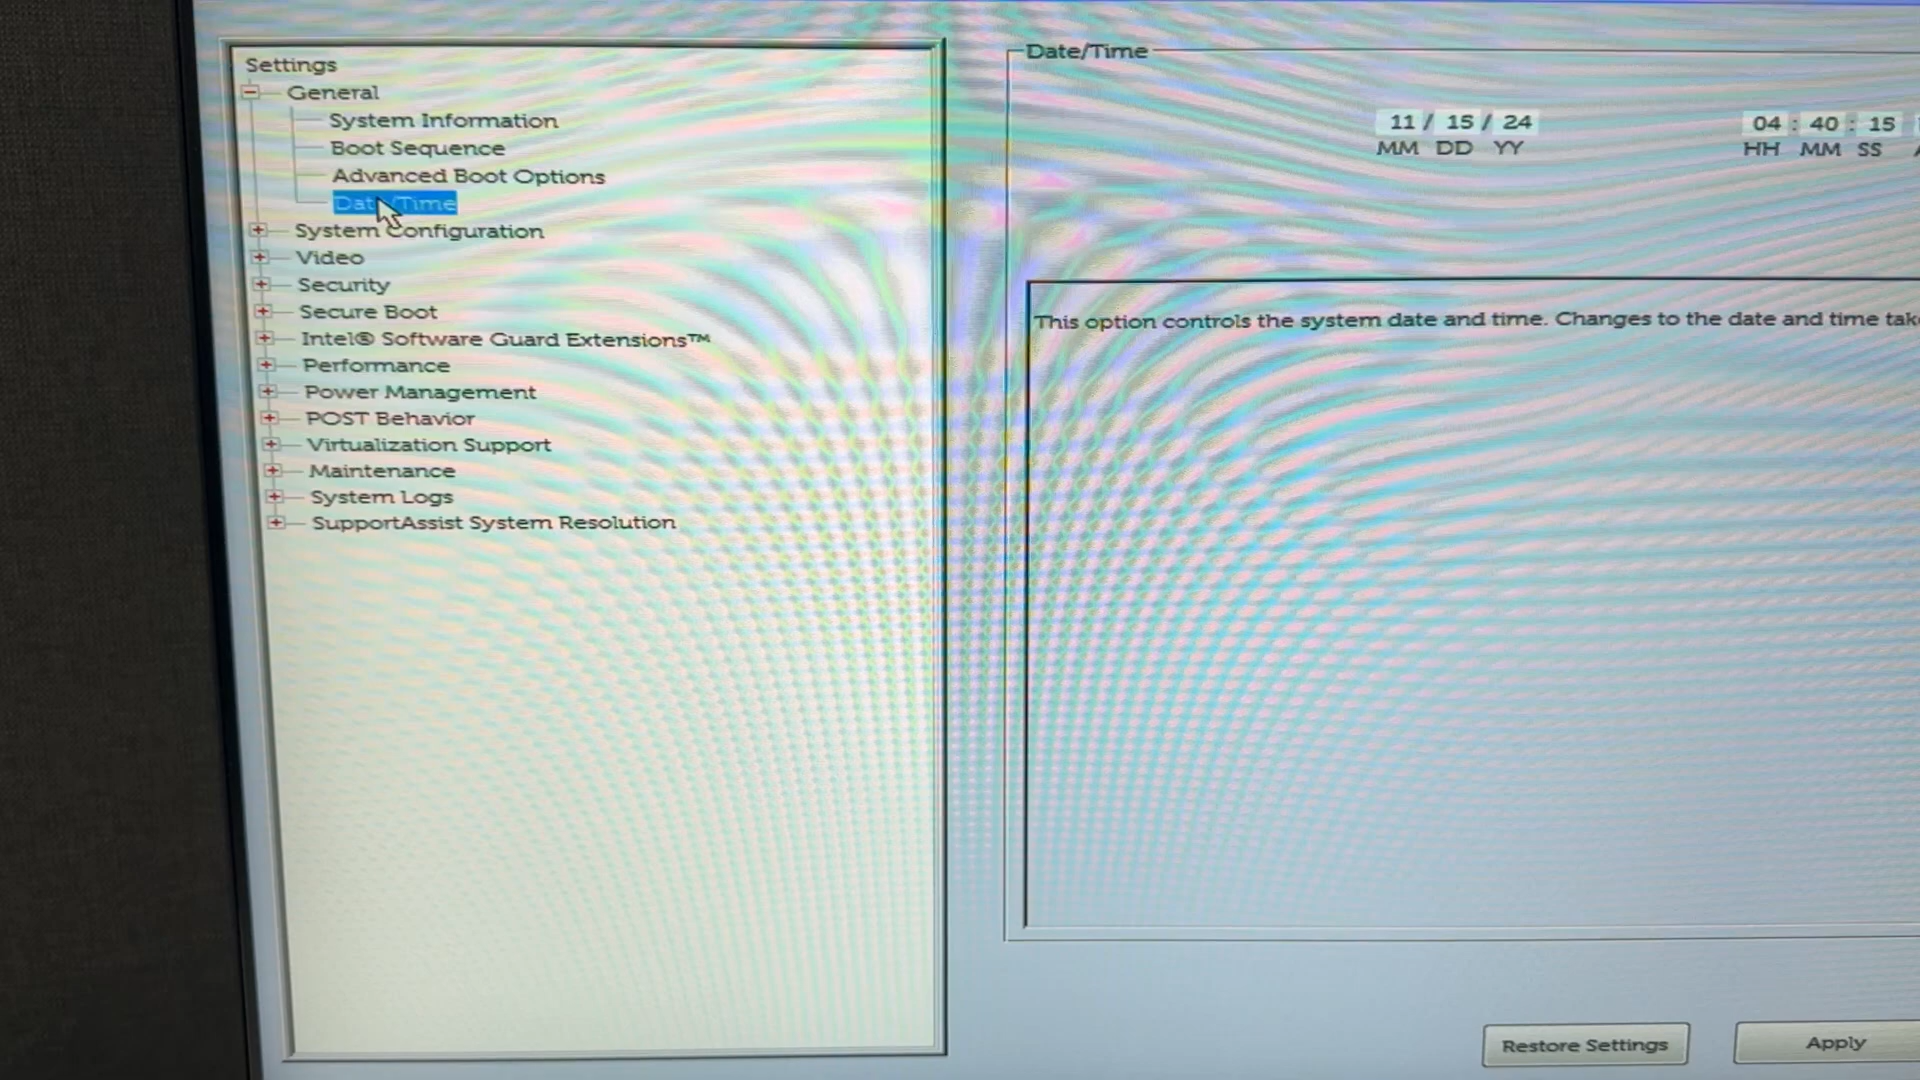 Settings
General
System Information
Boot Sequence
Advanced Boot Options
Date/Time
System Configuration
Video
Security
Secure Boot
Intel® Software Guard Extensions™
Performance
Power Management
POST Behavior
Virtualization Support
Maintenance
System Logs
SupportAssist System Resolution
Date/Time
11 / 15 / 24
MM DD YY
04 : 40 : 15
HH MM SS
This option controls the system date and time. Changes to the date and time
Restore Settings
Apply